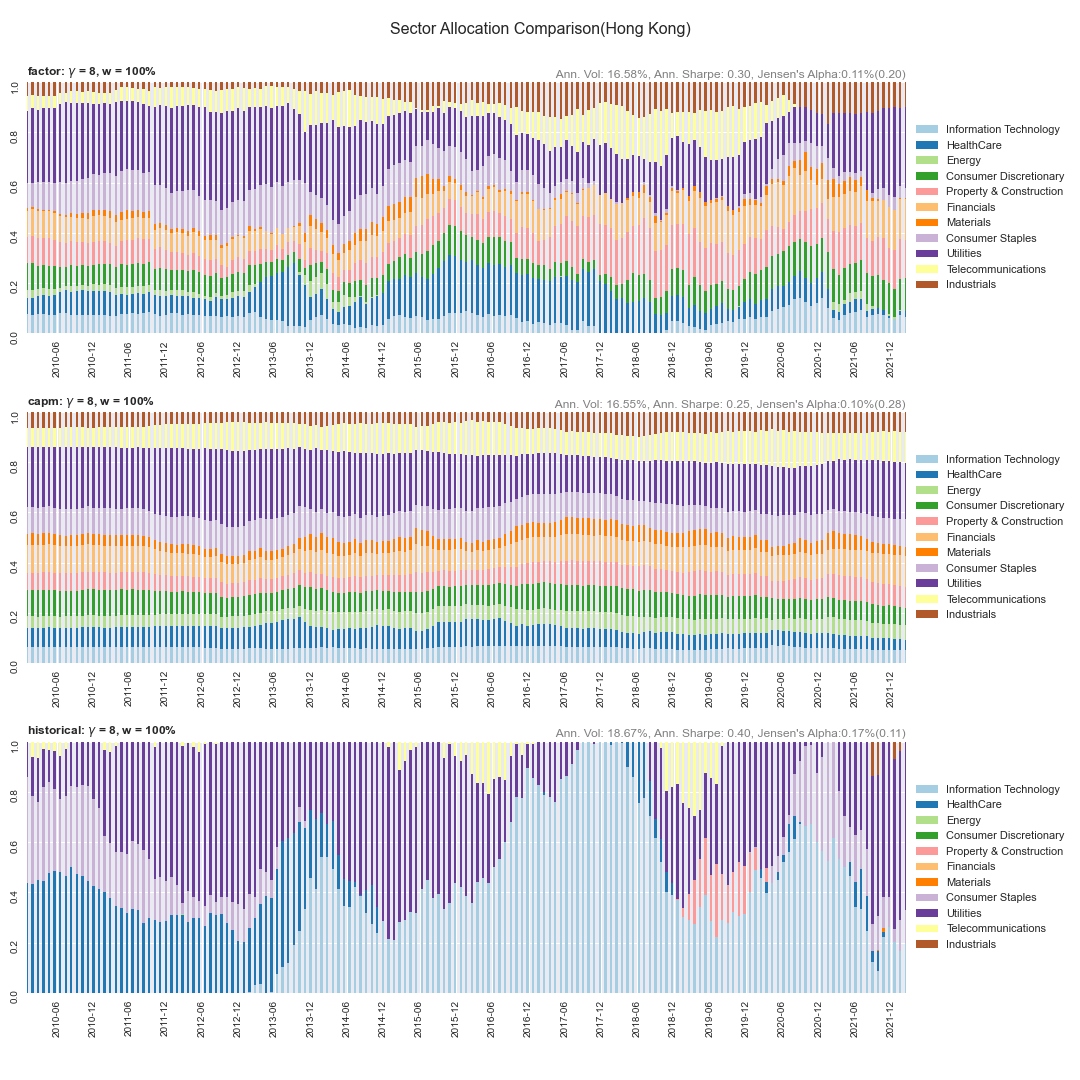 Sector Allocation Comparison(Hong Kong)
factor: γ = 8, w = 100%
Ann. Vol: 16.58%, Ann. Sharpe: 0.30, Jensen's Alpha:0.11%(0.20)
1.0
0.8
0.6
0.4
0.2
0.0
2010-06
2010-12
2011-06
2011-12
2012-06
2012-12
2013-06
2013-12
2014-06
2014-12
2015-06
2015-12
2016-06
2016-12
2017-06
2017-12
2018-06
2018-12
2019-06
2019-12
2020-06
2020-12
2021-06
2021-12
Information Technology
HealthCare
Energy
Consumer Discretionary
Property & Construction
Financials
Materials
Consumer Staples
Utilities
Telecommunications
Industrials
capm: γ = 8, w = 100%
Ann. Vol: 16.55%, Ann. Sharpe: 0.25, Jensen's Alpha:0.10%(0.28)
1.0
0.8
0.6
0.4
0.2
0.0
2010-06
2010-12
2011-06
2011-12
2012-06
2012-12
2013-06
2013-12
2014-06
2014-12
2015-06
2015-12
2016-06
2016-12
2017-06
2017-12
2018-06
2018-12
2019-06
2019-12
2020-06
2020-12
2021-06
2021-12
Information Technology
HealthCare
Energy
Consumer Discretionary
Property & Construction
Financials
Materials
Consumer Staples
Utilities
Telecommunications
Industrials
historical: γ = 8, w = 100%
Ann. Vol: 18.67%, Ann. Sharpe: 0.40, Jensen's Alpha:0.17%(0.11)
1.0
0.8
0.6
0.4
0.2
0.0
2010-06
2010-12
2011-06
2011-12
2012-06
2012-12
2013-06
2013-12
2014-06
2014-12
2015-06
2015-12
2016-06
2016-12
2017-06
2017-12
2018-06
2018-12
2019-06
2019-12
2020-06
2020-12
2021-06
2021-12
Information Technology
HealthCare
Energy
Consumer Discretionary
Property & Construction
Financials
Materials
Consumer Staples
Utilities
Telecommunications
Industrials